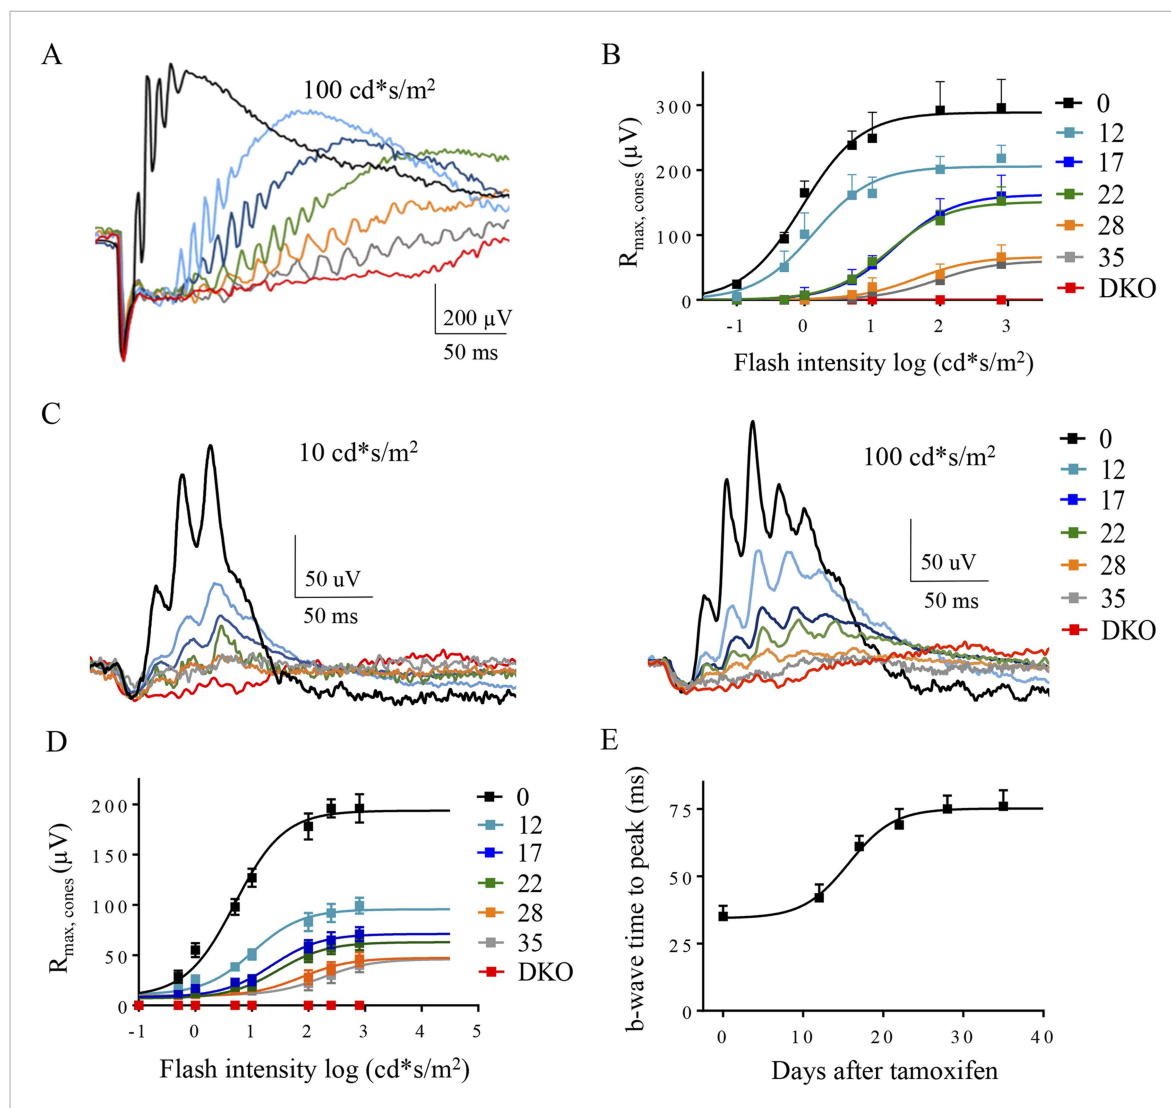 A
100 cd*s/m²
200 µV
50 ms
B
R max, cones (µV)
300
200
100
0
-1
0
1
2
3
Flash intensity log (cd*s/m²)
0
12
17
22
28
35
DKO
C
10 cd*s/m²
50 uV
50 ms
100 cd*s/m²
50 uV
50 ms
0
12
17
22
28
35
DKO
D
R max, cones (µV)
200
150
100
50
0
-1
0
1
2
3
4
5
Flash intensity log (cd*s/m²)
0
12
17
22
28
35
DKO
E
b-wave time to peak (ms)
75
50
25
0
0
10
20
30
40
Days after tamoxifen